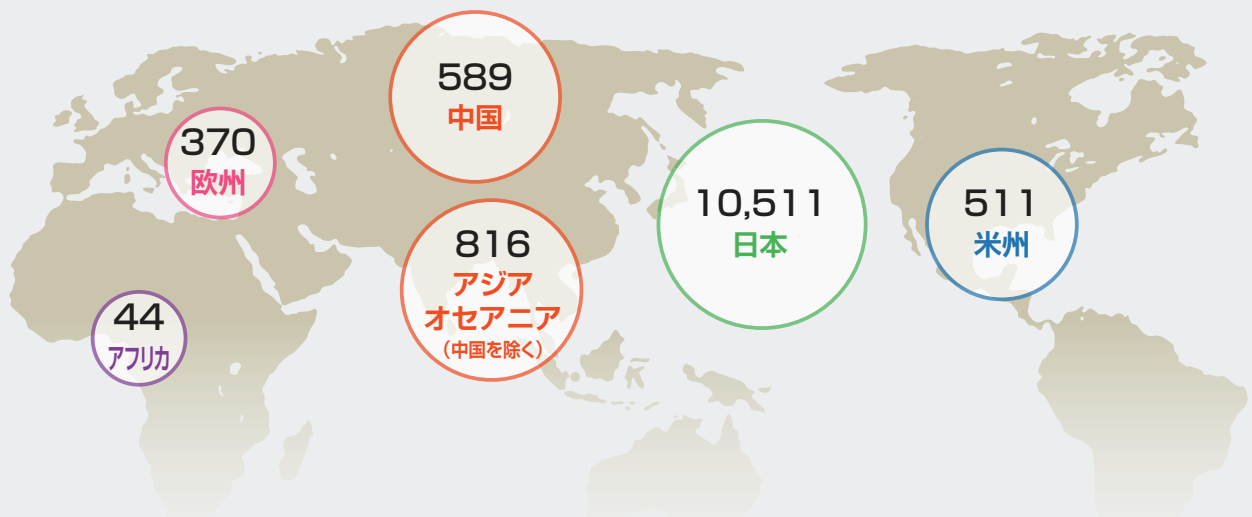 589
中国
370
欧州
10,511
日本
511
米州
816
アジア
オセアニア
（中国を除く）
44
アフリカ